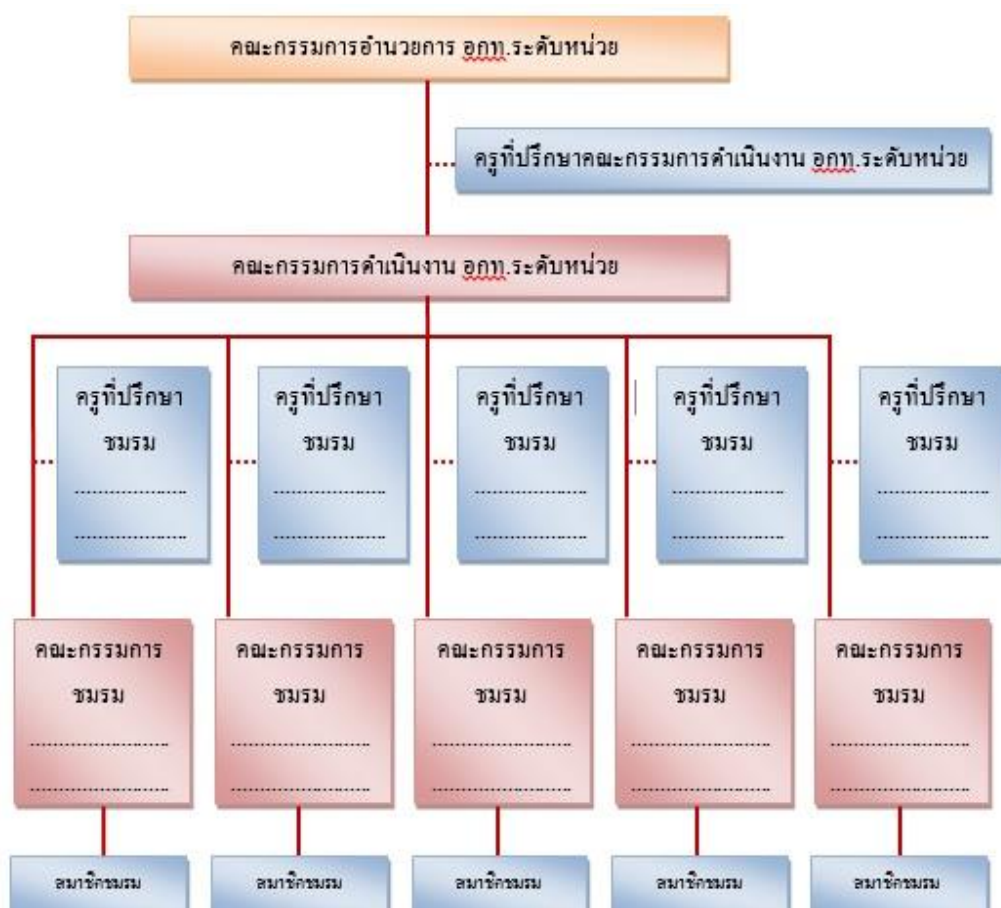 คณะกรรมการอำนวยการ อกท.ระดับหน่วย
ครูที่ปรึกษาคณะกรรมการดำเนินงาน อกท.ระดับหน่วย
คณะกรรมการดำเนินงาน อกท.ระดับหน่วย
ครูที่ปรึกษา
ชมรม
....................
....................
ครูที่ปรึกษา
ชมรม
....................
....................
ครูที่ปรึกษา
ชมรม
....................
....................
ครูที่ปรึกษา
ชมรม
....................
....................
ครูที่ปรึกษา
ชมรม
....................
....................
คณะกรรมการ
ชมรม
.........................
.........................
คณะกรรมการ
ชมรม
.........................
.........................
คณะกรรมการ
ชมรม
.........................
.........................
คณะกรรมการ
ชมรม
.........................
.........................
คณะกรรมการ
ชมรม
.........................
.........................
สมาชิกชมรม
สมาชิกชมรม
สมาชิกชมรม
สมาชิกชมรม
สมาชิกชมรม